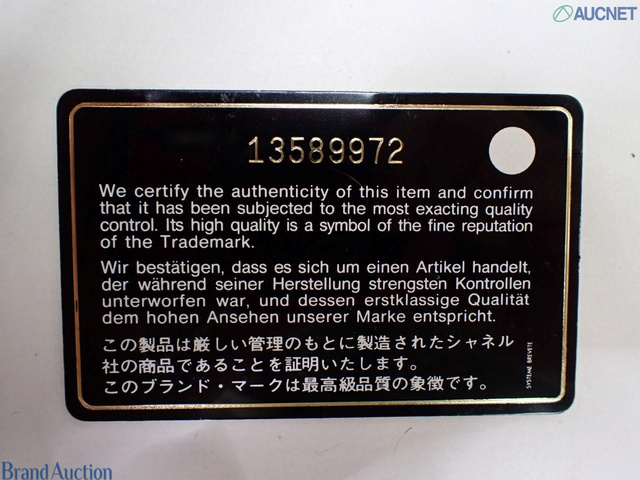 AUCNET
13589972
We certify the authenticity of this item and confirm
that it has been subjected to the most exacting quality
control. Its high quality is a symbol of the fine reputation
of the Trademark.
Wir bestätigen, dass es sich um einen Artikel handelt,
der während seiner Herstellung strengsten Kontrollen
unterworfen war, und dessen erstklassige Qualität
dem hohen Ansehen unserer Marke entspricht.
この製品は厳しい管理のもとに製造されたシャネル
社の商品であることを証明いたします。
このブランド・マークは最高級品質の象徴です。
Brand Auction